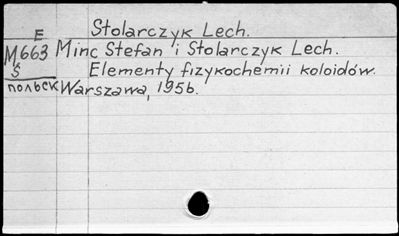 Stolarczyk Lech.
E
M663 Minc Stefan i Stolarczyk Lech.
Ś Elementy fizykochemii koloidów.
польск Warszawa, 1956.